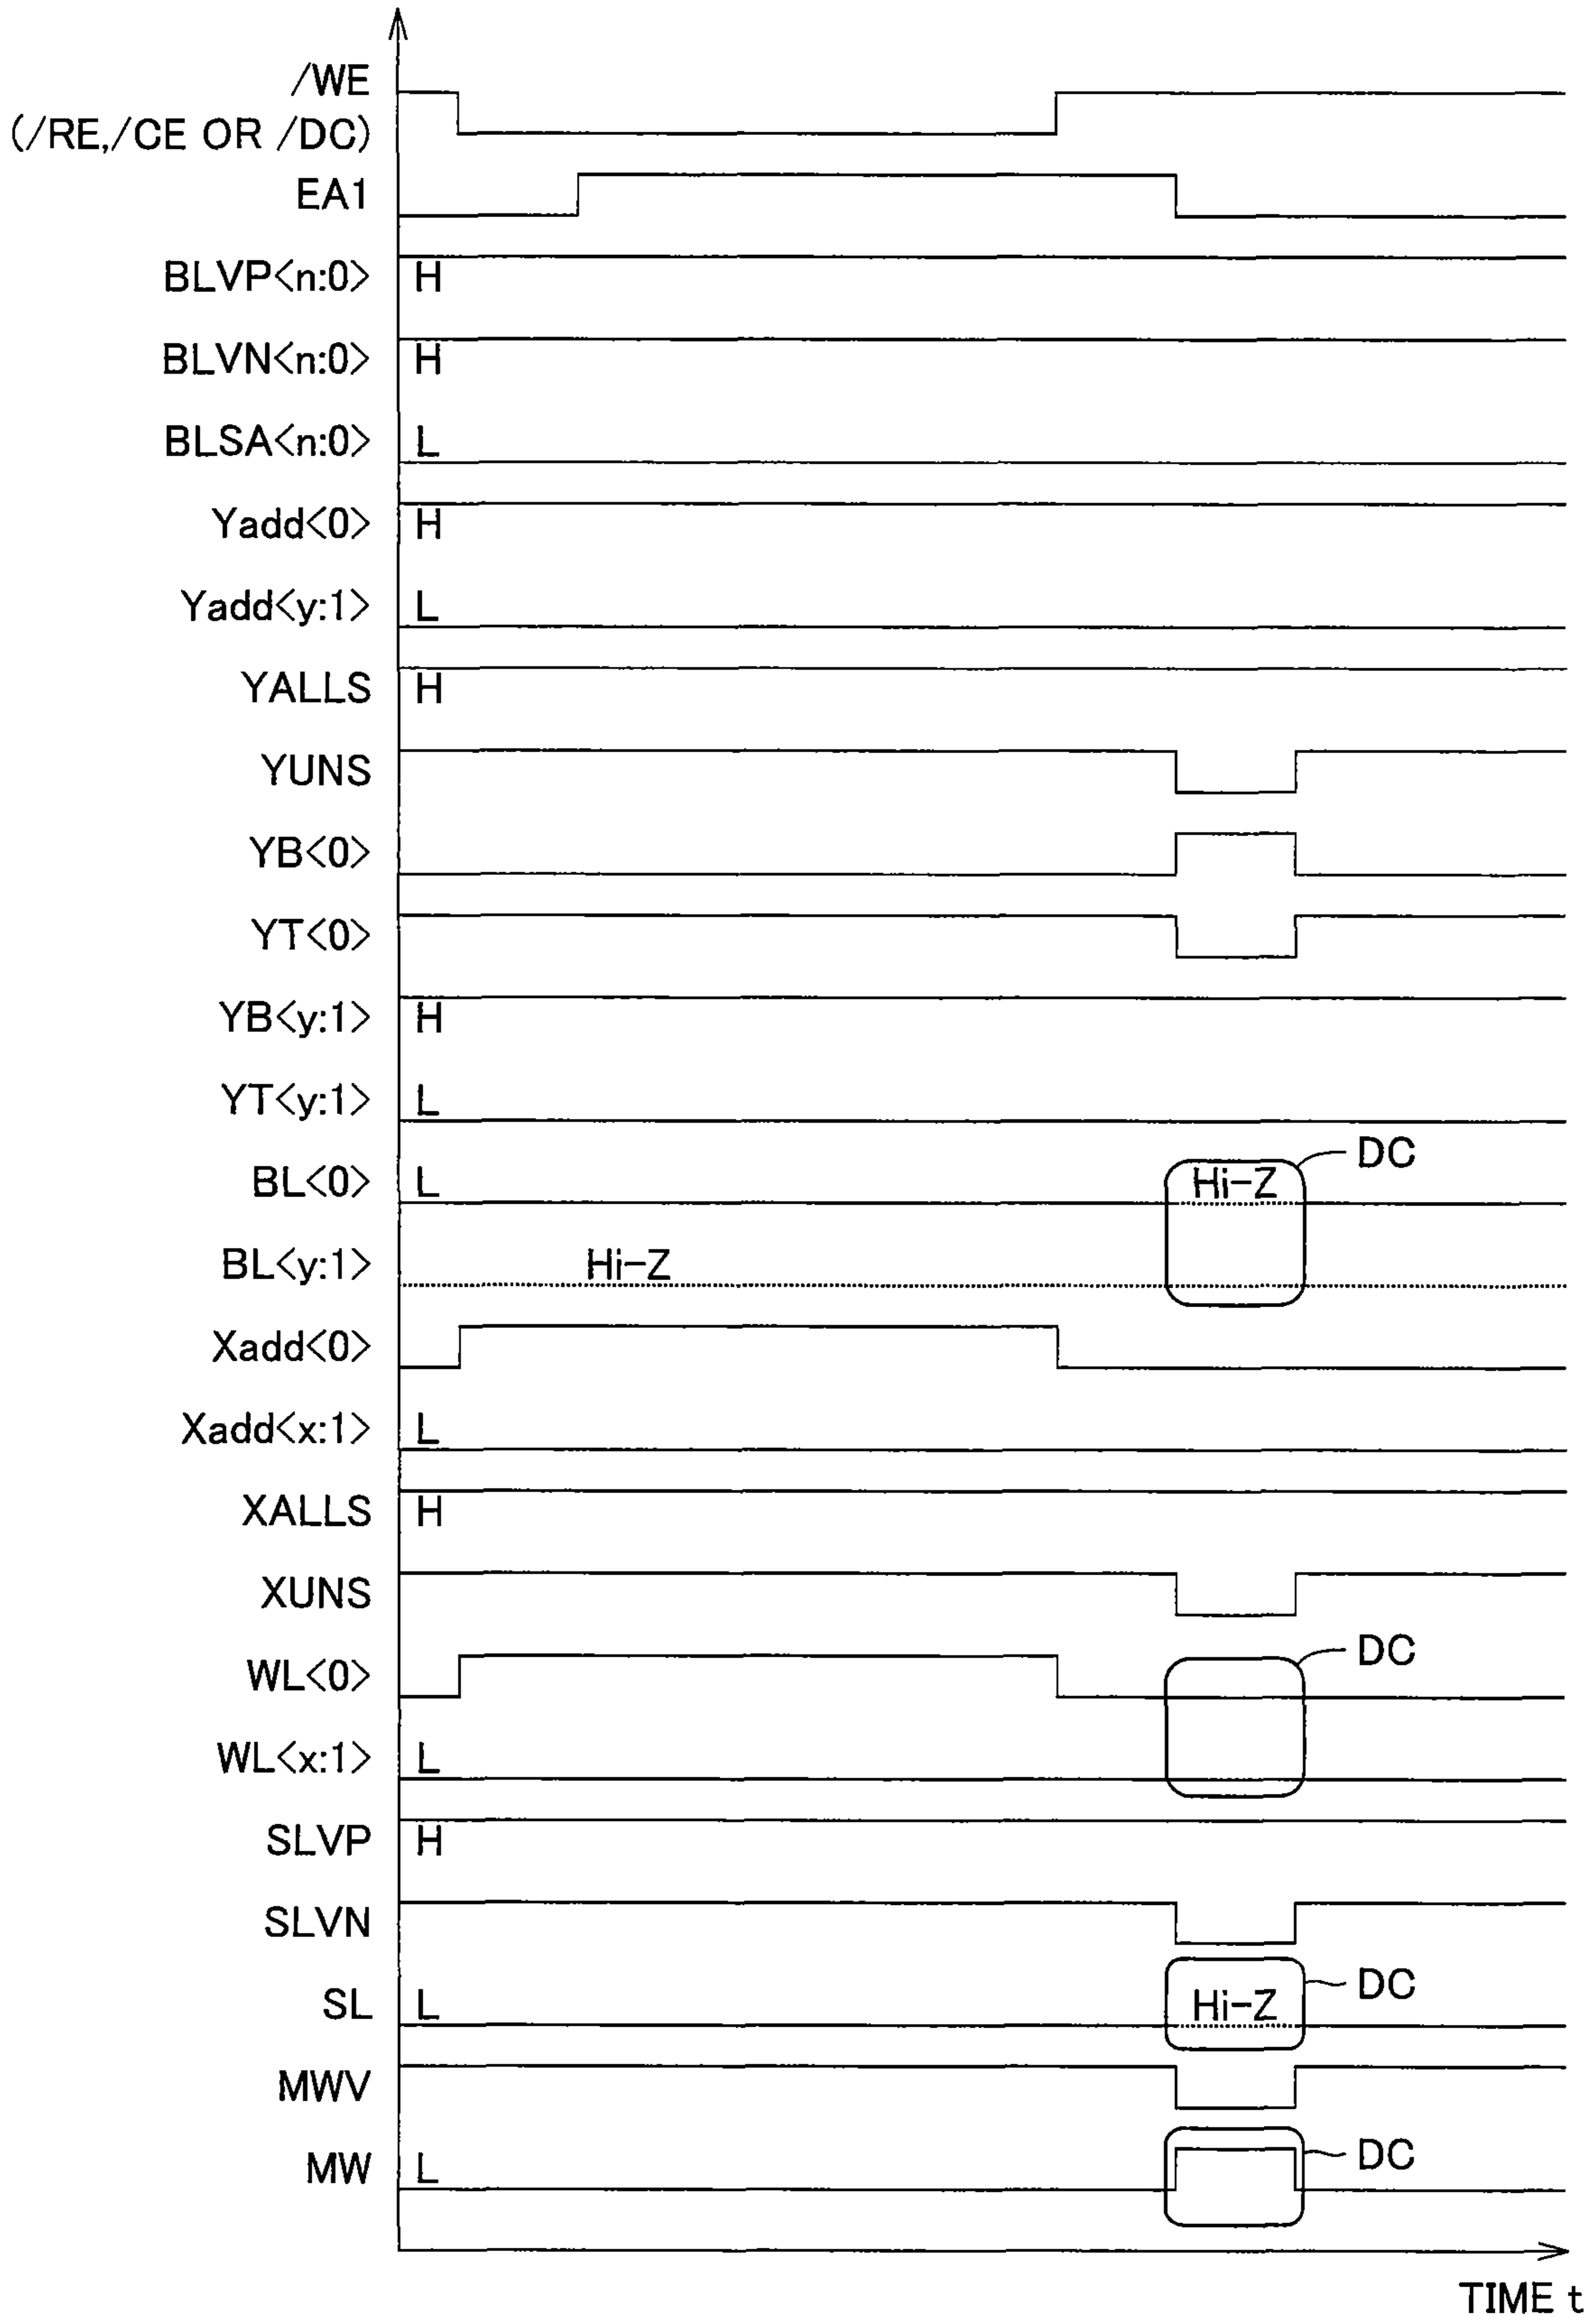 /WE
(/RE,/CE OR /DC)
EA1
BLVP<n:0> H
BLVN<n:0> H
BLSA<n:0> L
Yadd<0> H
Yadd<y:1> L
YALLS H
YUNS
YB<0>
YT<0>
YB<y:1> H
YT<y:1> L
BL<0> L Hi-Z DC
BL<y:1> Hi-Z
Xadd<0>
Xadd<x:1> L
XALLS H
XUNS
WL<0> DC
WL<x:1> L
SLVP H
SLVN
SL L Hi-Z DC
MWV
MW L DC
TIME t